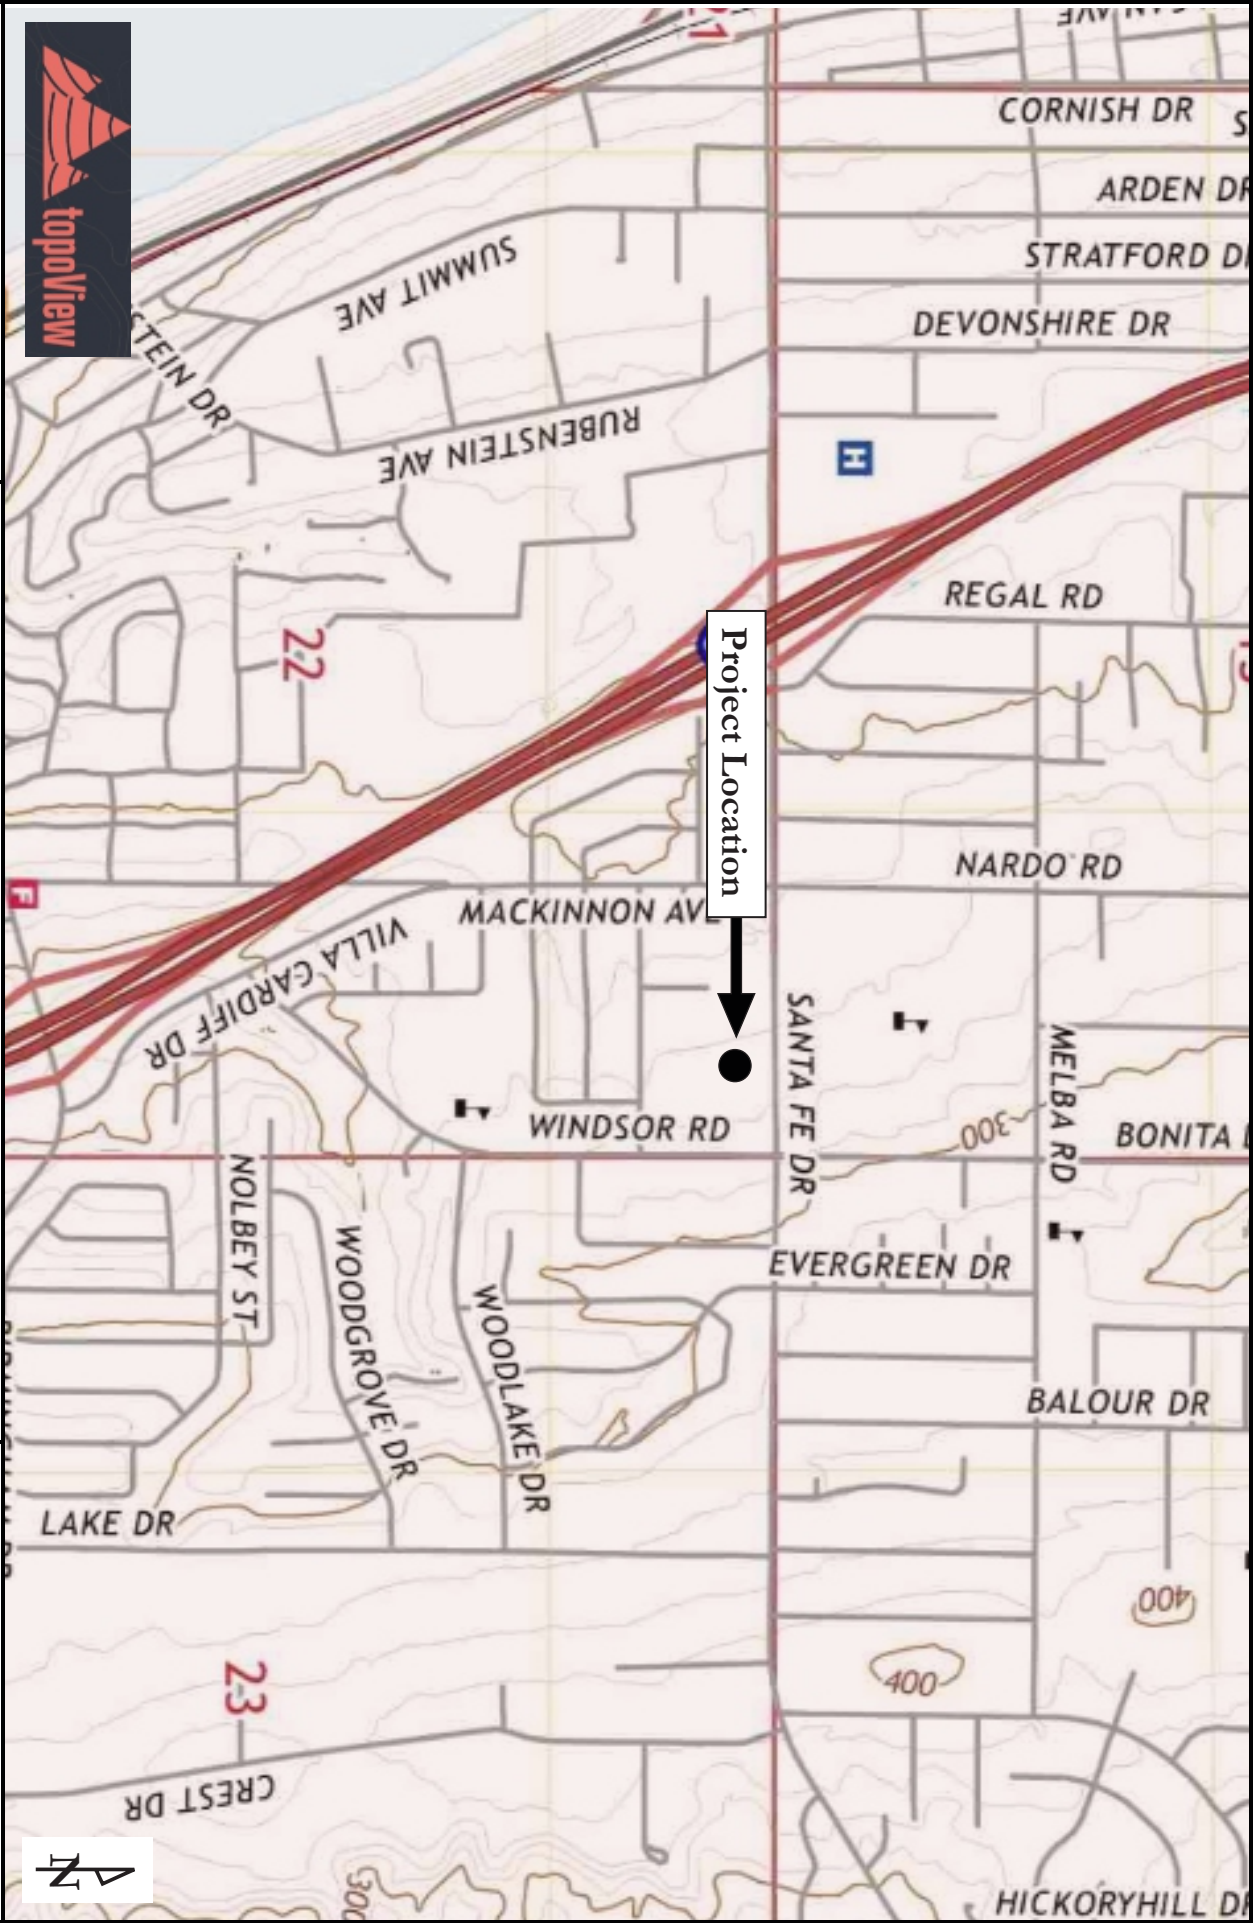 CORNISH DR
ARDEN DR
STRATFORD
DEVONSHIRE DR
topoView
SUMMIT AVE
STEIN DR
RUBENSTEIN AVE
H
REGAL RD
22
Project Location
NARDO RD
F
MACKINNON AVE
VILLA CARDIFF DR
SANTA FE DR
MELBA RD
WINDSOR RD
300
BONITA
NOLBEY ST
WOODGROVE DR
WOODLAKE DR
EVERGREEN DR
BALOUR DR
LAKE DR
400
400
23
CREST DR
N
300
HICKORYHILL DR